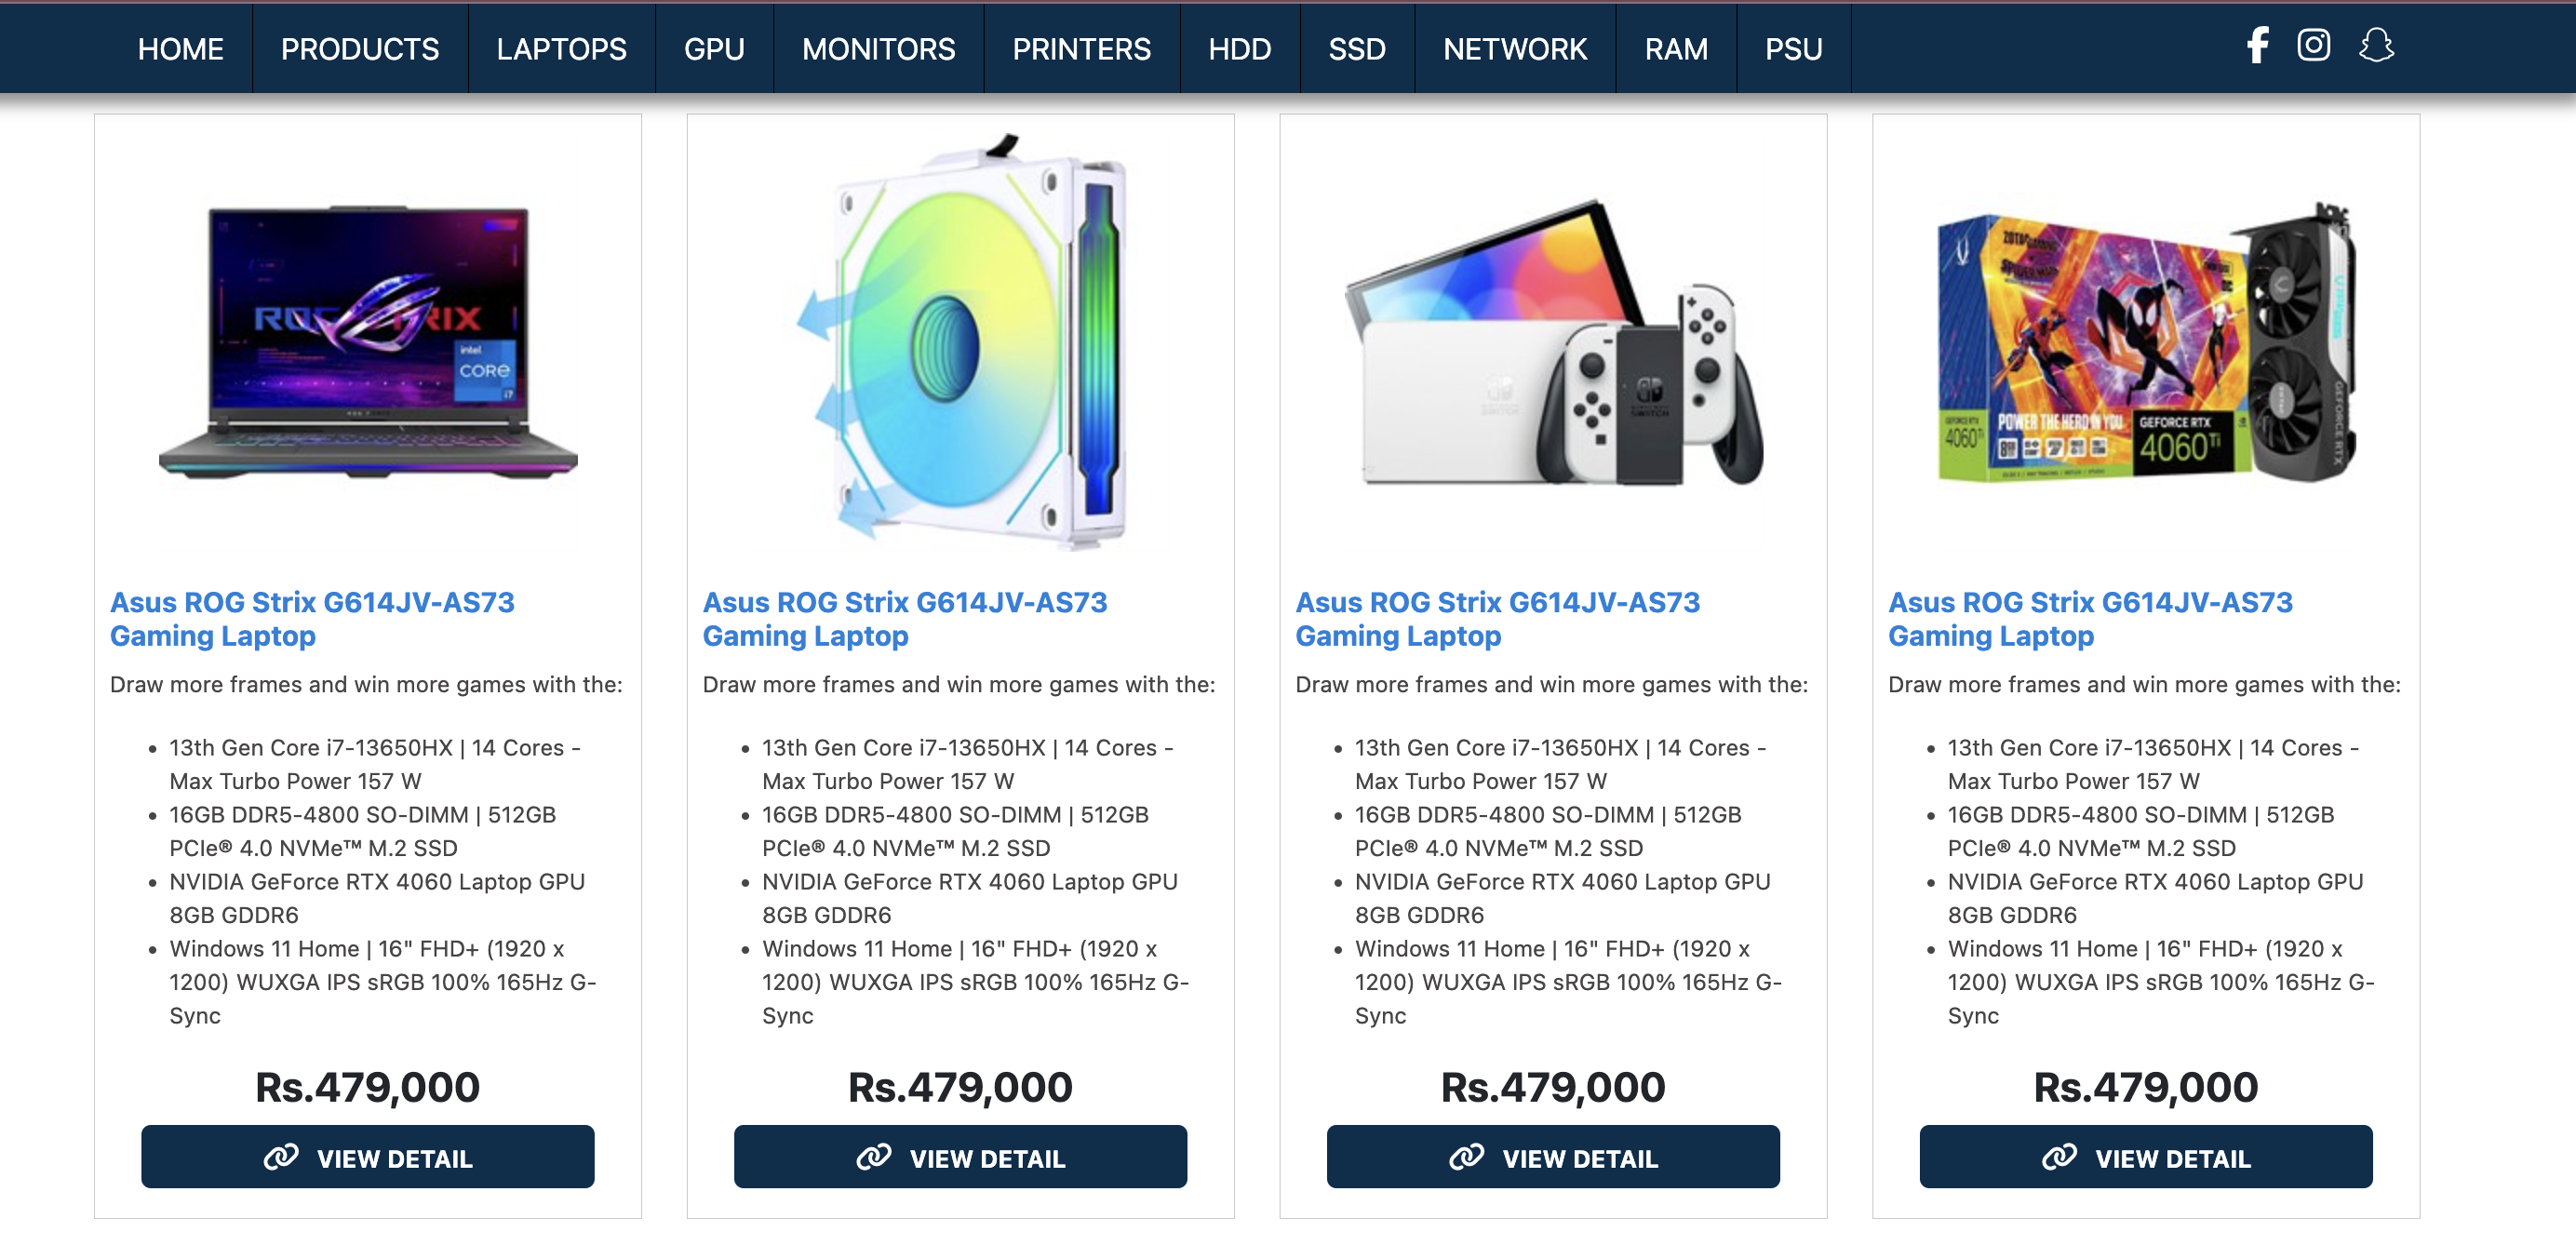 HOME PRODUCTS LAPTOPS GPU MONITORS PRINTERS HDD SSD NETWORK RAM PSU
intel
CORE
i7
Asus ROG Strix G614JV-AS73
Gaming Laptop
Draw more frames and win more games with the:
• 13th Gen Core i7-13650HX | 14 Cores -
Max Turbo Power 157 W
• 16GB DDR5-4800 SO-DIMM | 512GB
PCIe® 4.0 NVMe™ M.2 SSD
• NVIDIA GeForce RTX 4060 Laptop GPU
8GB GDDR6
• Windows 11 Home | 16" FHD+ (1920 x
1200) WUXGA IPS sRGB 100% 165Hz G-
Sync
Rs.479,000
VIEW DETAIL
Asus ROG Strix G614JV-AS73
Gaming Laptop
Draw more frames and win more games with the:
• 13th Gen Core i7-13650HX | 14 Cores -
Max Turbo Power 157 W
• 16GB DDR5-4800 SO-DIMM | 512GB
PCIe® 4.0 NVMe™ M.2 SSD
• NVIDIA GeForce RTX 4060 Laptop GPU
8GB GDDR6
• Windows 11 Home | 16" FHD+ (1920 x
1200) WUXGA IPS sRGB 100% 165Hz G-
Sync
Rs.479,000
VIEW DETAIL
SWITCH
Asus ROG Strix G614JV-AS73
Gaming Laptop
Draw more frames and win more games with the:
• 13th Gen Core i7-13650HX | 14 Cores -
Max Turbo Power 157 W
• 16GB DDR5-4800 SO-DIMM | 512GB
PCIe® 4.0 NVMe™ M.2 SSD
• NVIDIA GeForce RTX 4060 Laptop GPU
8GB GDDR6
• Windows 11 Home | 16" FHD+ (1920 x
1200) WUXGA IPS sRGB 100% 165Hz G-
Sync
Rs.479,000
VIEW DETAIL
ZOTAC GAMING
SPIDER-MAN
POWER THE HERO IN YOU
GEFORCE RTX
4060Ti
GEFORCE RTX
4060Ti
GEFORCE RTX
Asus ROG Strix G614JV-AS73
Gaming Laptop
Draw more frames and win more games with the:
• 13th Gen Core i7-13650HX | 14 Cores -
Max Turbo Power 157 W
• 16GB DDR5-4800 SO-DIMM | 512GB
PCIe® 4.0 NVMe™ M.2 SSD
• NVIDIA GeForce RTX 4060 Laptop GPU
8GB GDDR6
• Windows 11 Home | 16" FHD+ (1920 x
1200) WUXGA IPS sRGB 100% 165Hz G-
Sync
Rs.479,000
VIEW DETAIL